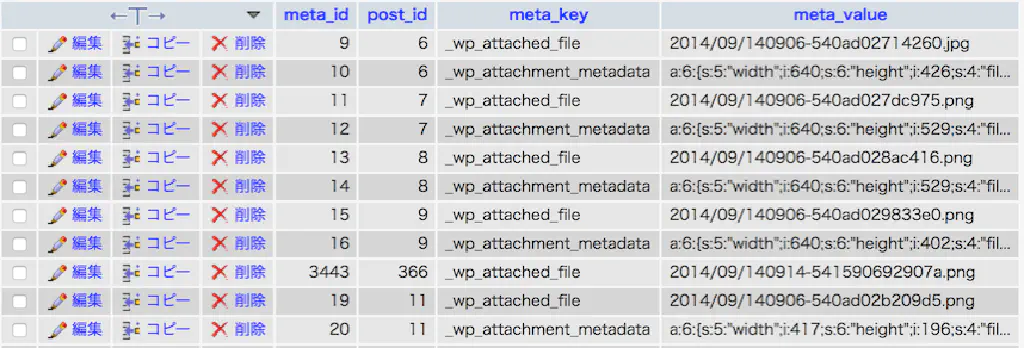 ←T→ ▼ meta_id post_id meta_key meta_value
編集 コピー 削除 9 6 _wp_attached_file 2014/09/140906-540ad02714260.jpg
編集 コピー 削除 10 6 _wp_attachment_metadata a:6:{s:5:"width";i:640;s:6:"height";i:426;s:4:"fil...
編集 コピー 削除 11 7 _wp_attached_file 2014/09/140906-540ad027dc975.png
編集 コピー 削除 12 7 _wp_attachment_metadata a:6:{s:5:"width";i:640;s:6:"height";i:529;s:4:"fil...
編集 コピー 削除 13 8 _wp_attached_file 2014/09/140906-540ad028ac416.png
編集 コピー 削除 14 8 _wp_attachment_metadata a:6:{s:5:"width";i:640;s:6:"height";i:529;s:4:"fil...
編集 コピー 削除 15 9 _wp_attached_file 2014/09/140906-540ad029833e0.png
編集 コピー 削除 16 9 _wp_attachment_metadata a:6:{s:5:"width";i:640;s:6:"height";i:402;s:4:"fil...
編集 コピー 削除 3443 366 _wp_attached_file 2014/09/140914-541590692907a.png
編集 コピー 削除 19 11 _wp_attached_file 2014/09/140906-540ad02b209d5.png
編集 コピー 削除 20 11 _wp_attachment_metadata a:6:{s:5:"width";i:417;s:6:"height";i:196;s:4:"fil...